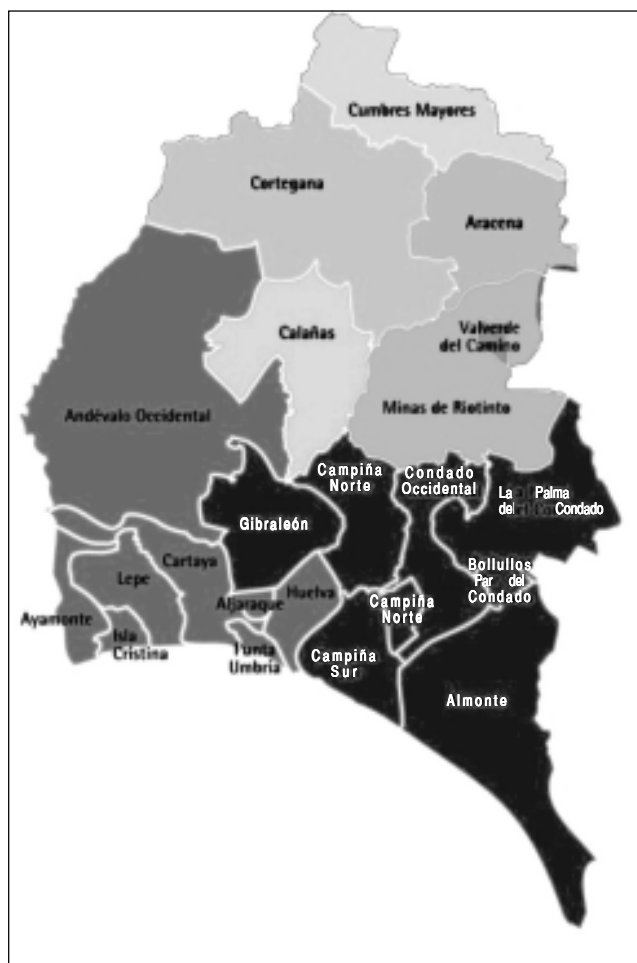 Cumbres Mayores
Cortegana
Aracena
Calañas
Valverde
del Camino
Andévalo Occidental
Minas de Riotinto
Campiña
Norte
Condado
Occidental
La Palma
del Condado
Gibraleón
Cartaya
Lepe
Bollullos
Par del
Condado
Aljaraque
Huelva
Ayamonte
Isla
Cristina
Punta
Umbría
Campiña
Norte
Campiña
Sur
Almonte